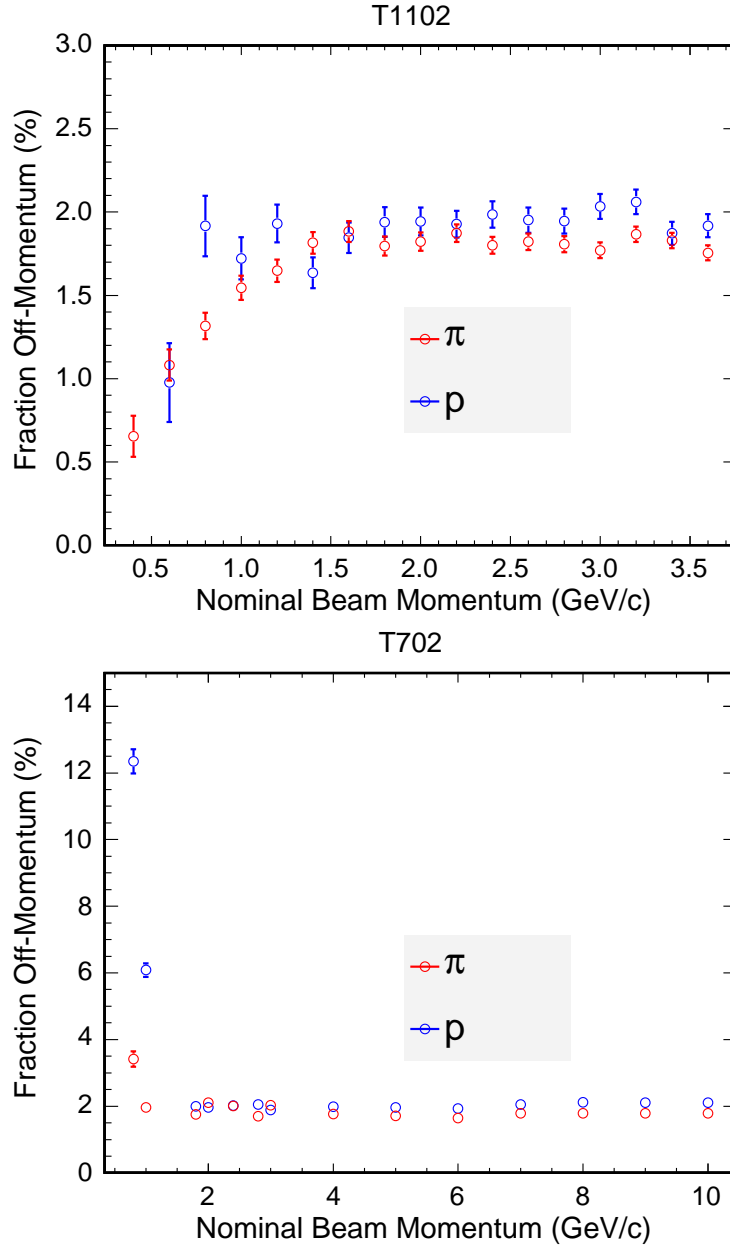 T1102
Fraction Off-Momentum (%)
3.0
2.5
2.0
1.5
1.0
0.5
0.0
π
p
0.5 1.0 1.5 2.0 2.5 3.0 3.5
Nominal Beam Momentum (GeV/c)
T702
Fraction Off-Momentum (%)
14
12
10
8
6
4
2
0
π
p
2 4 6 8 10
Nominal Beam Momentum (GeV/c)